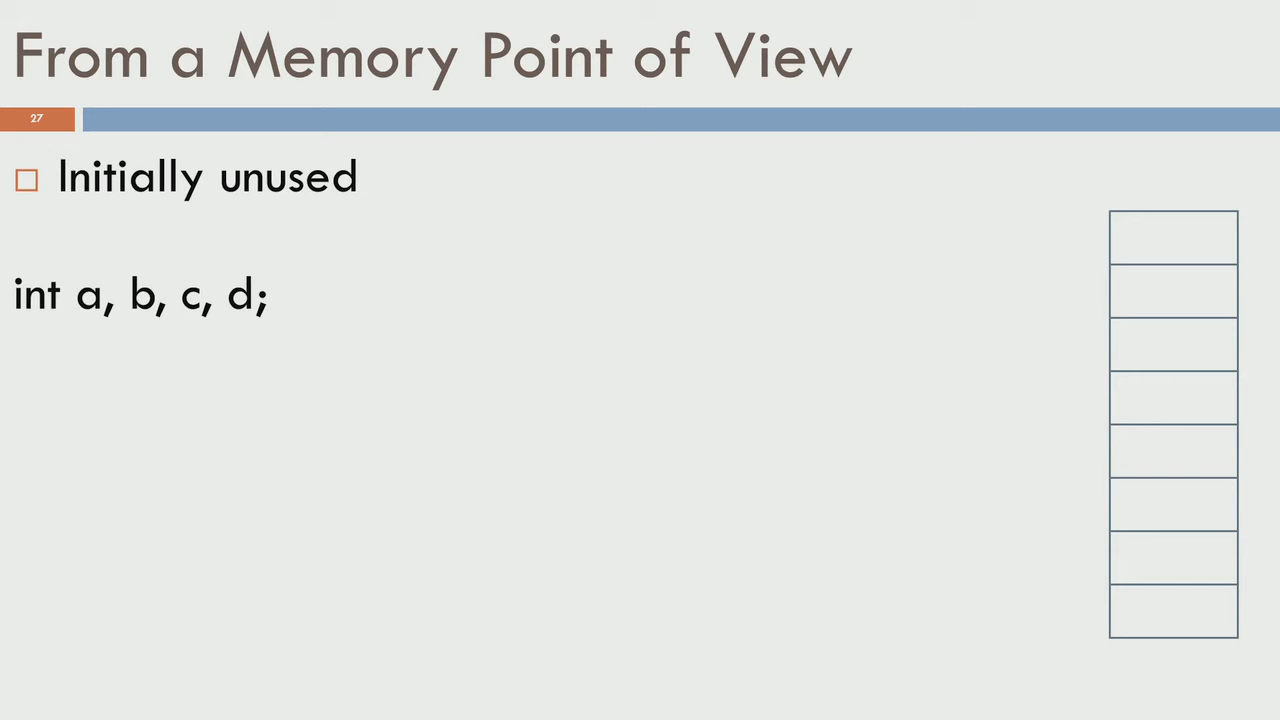 From a Memory Point of View
27
Initially unused
int a, b, c, d;